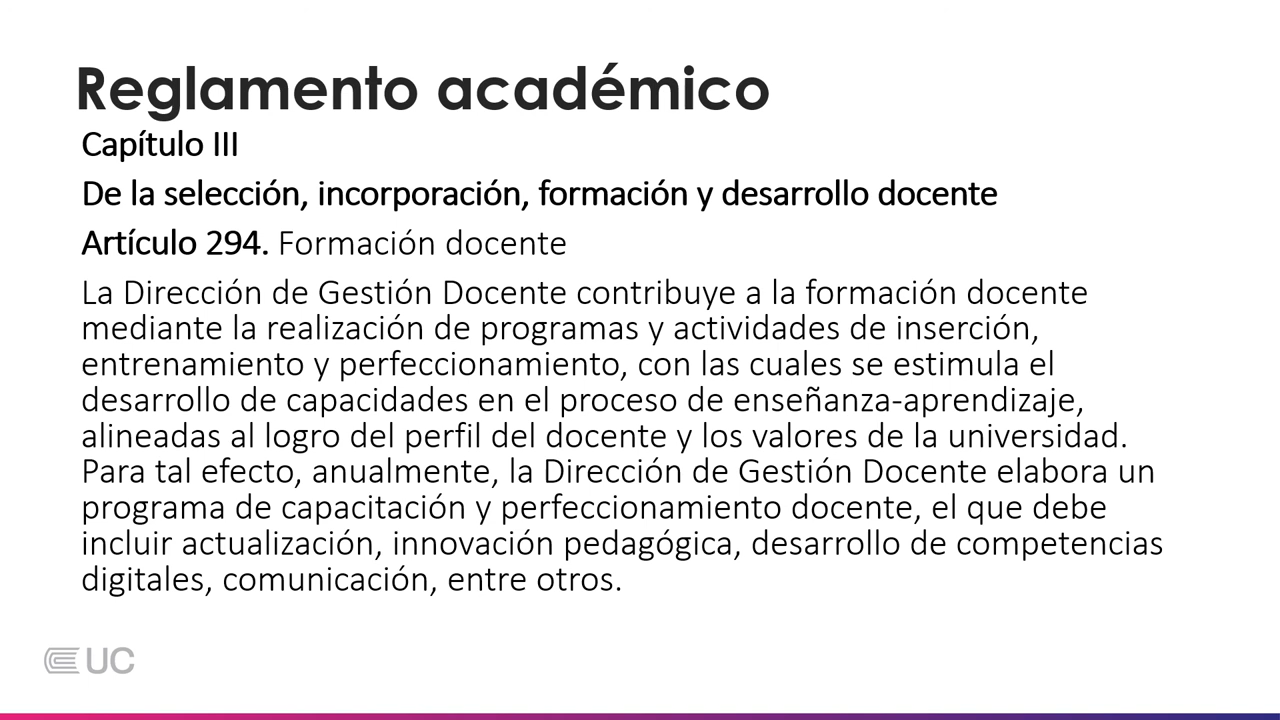 Reglamento académico
Capítulo III
De la selección, incorporación, formación y desarrollo docente
Artículo 294. Formación docente
La Dirección de Gestión Docente contribuye a la formación docente
mediante la realización de programas y actividades de inserción,
entrenamiento y perfeccionamiento, con las cuales se estimula el
desarrollo de capacidades en el proceso de enseñanza-aprendizaje,
alineadas al logro del perfil del docente y los valores de la universidad.
Para tal efecto, anualmente, la Dirección de Gestión Docente elabora un
programa de capacitación y perfeccionamiento docente, el que debe
incluir actualización, innovación pedagógica, desarrollo de competencias
digitales, comunicación, entre otros.
UC